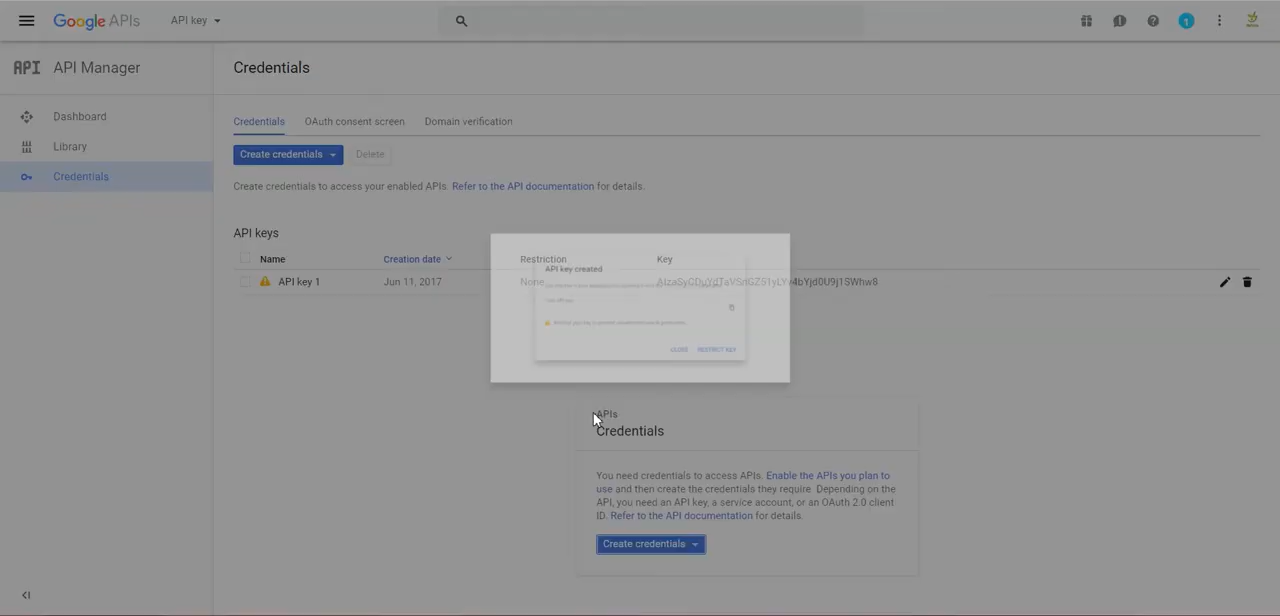 Google APIs
API key
1
API API Manager
Credentials
Dashboard
Library
Credentials
Credentials OAuth consent screen Domain verification
Create credentials Delete
Create credentials to access your enabled APIs. Refer to the API documentation for details.
API keys
Name Creation date Restriction Key
API key 1 Jun 11, 2017 None
API key created
CLOSE RESTRICT KEY
APIs
Credentials
You need credentials to access APIs. Enable the APIs you plan to
use and then create the credentials they require. Depending on the
API, you need an API key, a service account, or an OAuth 2.0 client
ID. Refer to the API documentation for details.
Create credentials